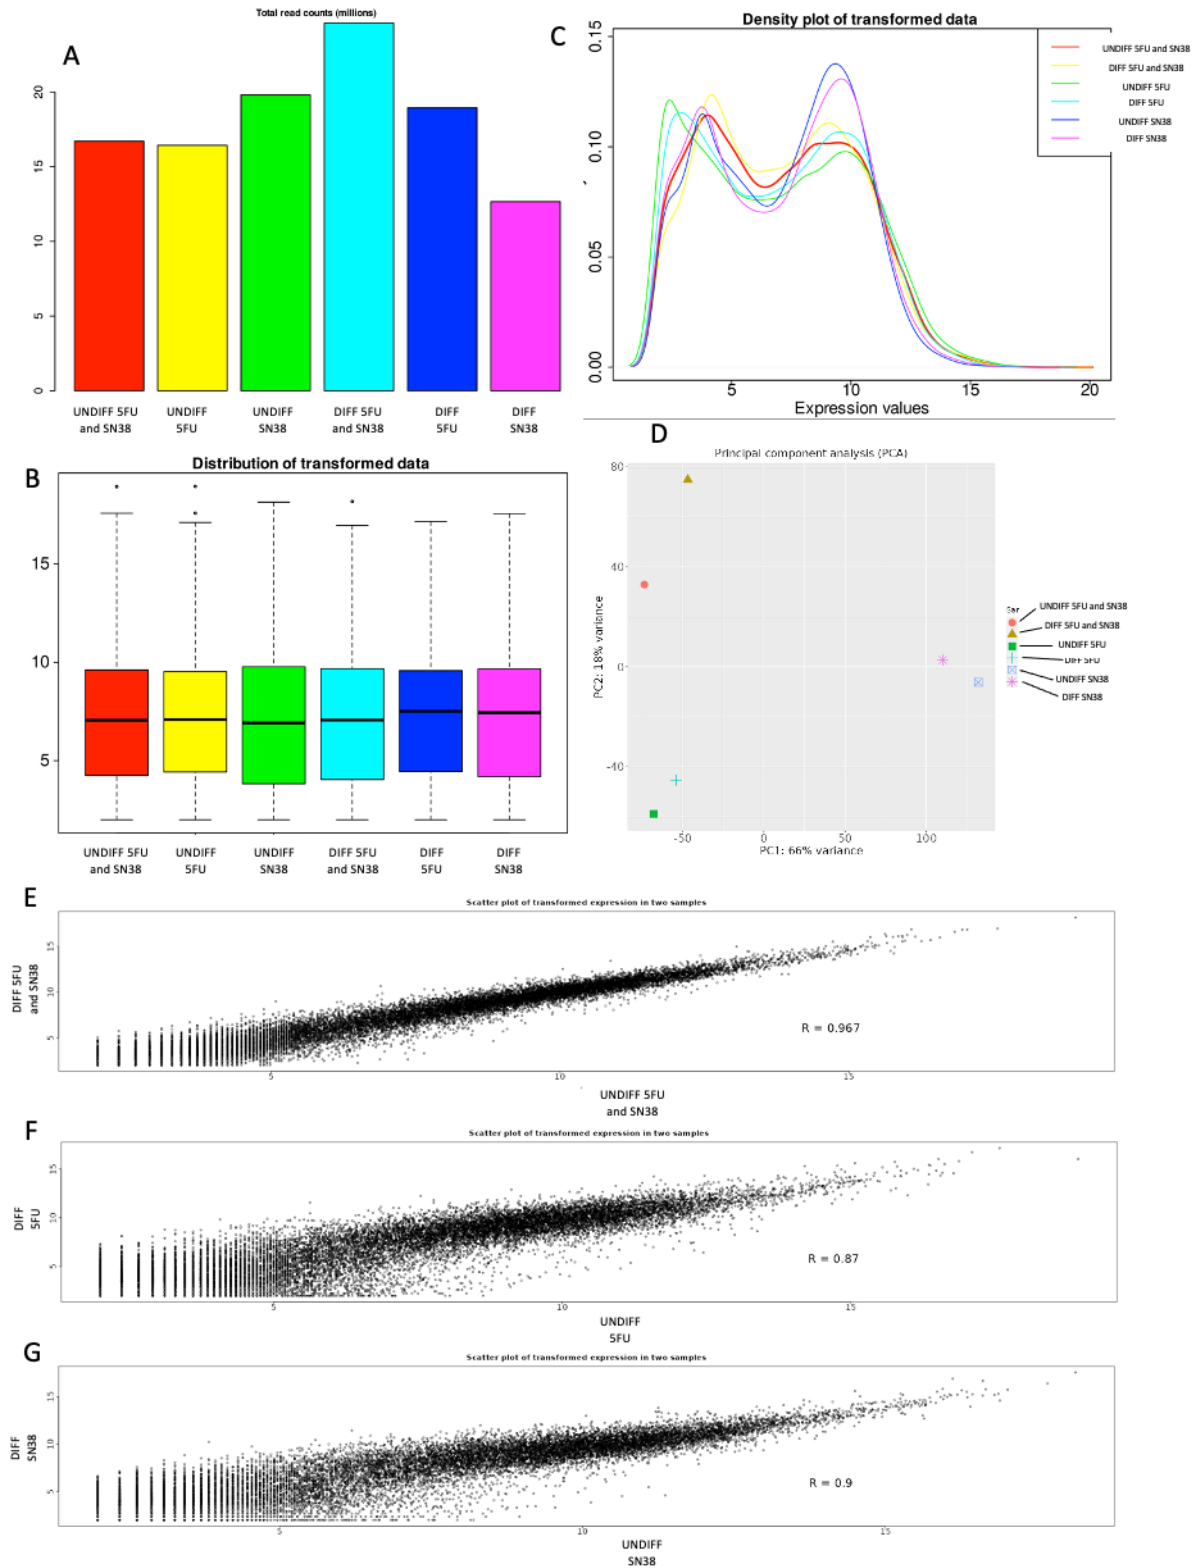 A
Total read counts (millions)
20
15
10
5
0
UNDIFF 5FU
and SN38
UNDIFF
5FU
UNDIFF
SN38
DIFF 5FU
and SN38
DIFF
5FU
DIFF
SN38
B
Distribution of transformed data
15
10
5
UNDIFF 5FU
and SN38
UNDIFF
5FU
UNDIFF
SN38
DIFF 5FU
and SN38
DIFF
5FU
DIFF
SN38
C
Density plot of transformed data
0.15
0.10
0.05
0.00
5
10
15
20
Expression values
UNDIFF 5FU and SN38
DIFF 5FU and SN38
UNDIFF 5FU
DIFF 5FU
UNDIFF SN38
DIFF SN38
D
Principal component analysis (PCA)
80
40
0
-40
PC2: 18% variance
-50
0
50
100
PC1: 66% variance
UNDIFF 5FU and SN38
DIFF 5FU and SN38
UNDIFF 5FU
DIFF 5FU
UNDIFF SN38
DIFF SN38
E
Scatter plot of transformed expression in two samples
DIFF 5FU
and SN38
15
10
5
R = 0.967
5
10
15
UNDIFF 5FU
and SN38
F
Scatter plot of transformed expression in two samples
DIFF
5FU
15
10
5
R = 0.87
5
10
15
UNDIFF
5FU
G
Scatter plot of transformed expression in two samples
DIFF
SN38
15
10
5
R = 0.9
5
10
15
UNDIFF
SN38